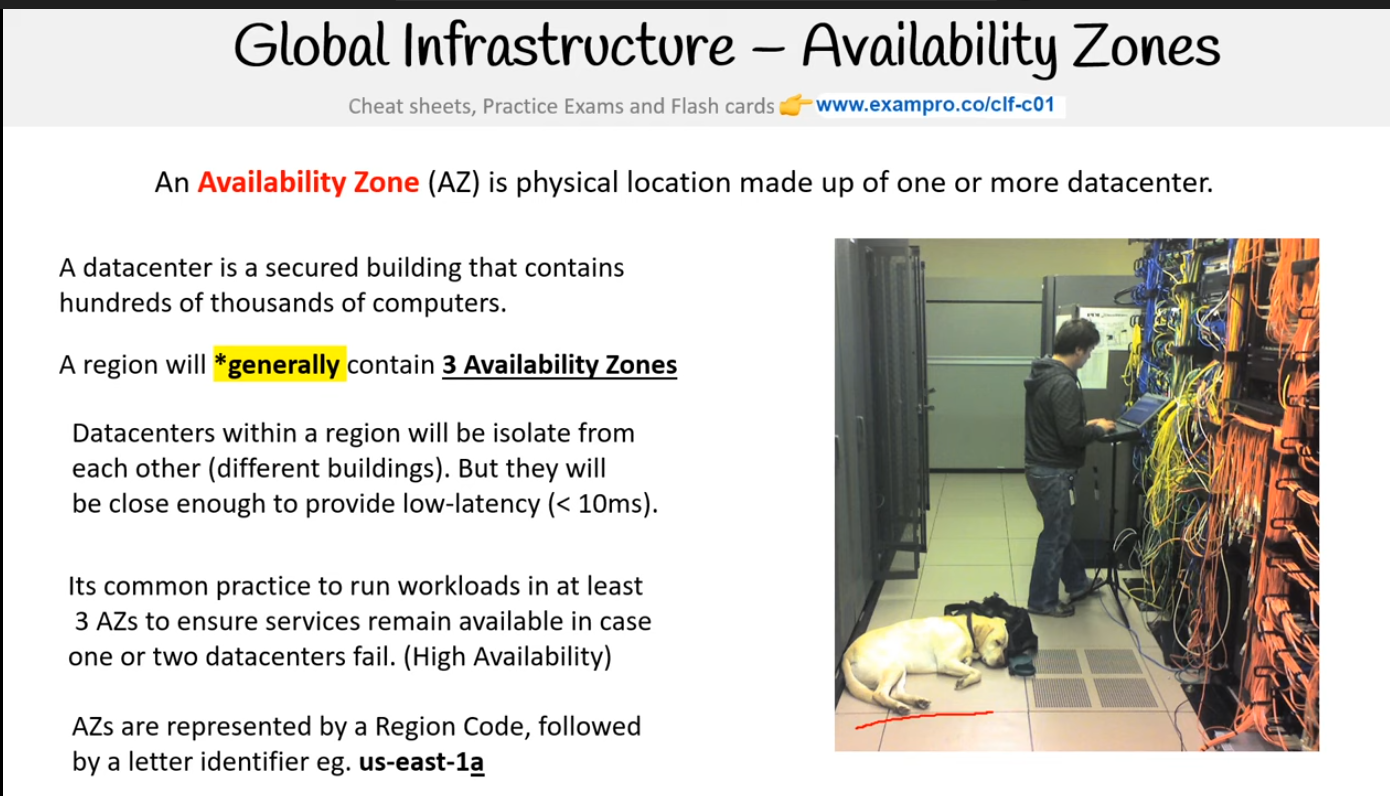 Global Infrastructure – Availability Zones
Cheat sheets, Practice Exams and Flash cards 👉 www.exampro.co/clf-c01
An Availability Zone (AZ) is physical location made up of one or more datacenter.
A datacenter is a secured building that contains
hundreds of thousands of computers.
A region will *generally contain 3 Availability Zones
Datacenters within a region will be isolate from
each other (different buildings). But they will
be close enough to provide low-latency (< 10ms).
Its common practice to run workloads in at least
3 AZs to ensure services remain available in case
one or two datacenters fail. (High Availability)
AZs are represented by a Region Code, followed
by a letter identifier eg. us-east-1a